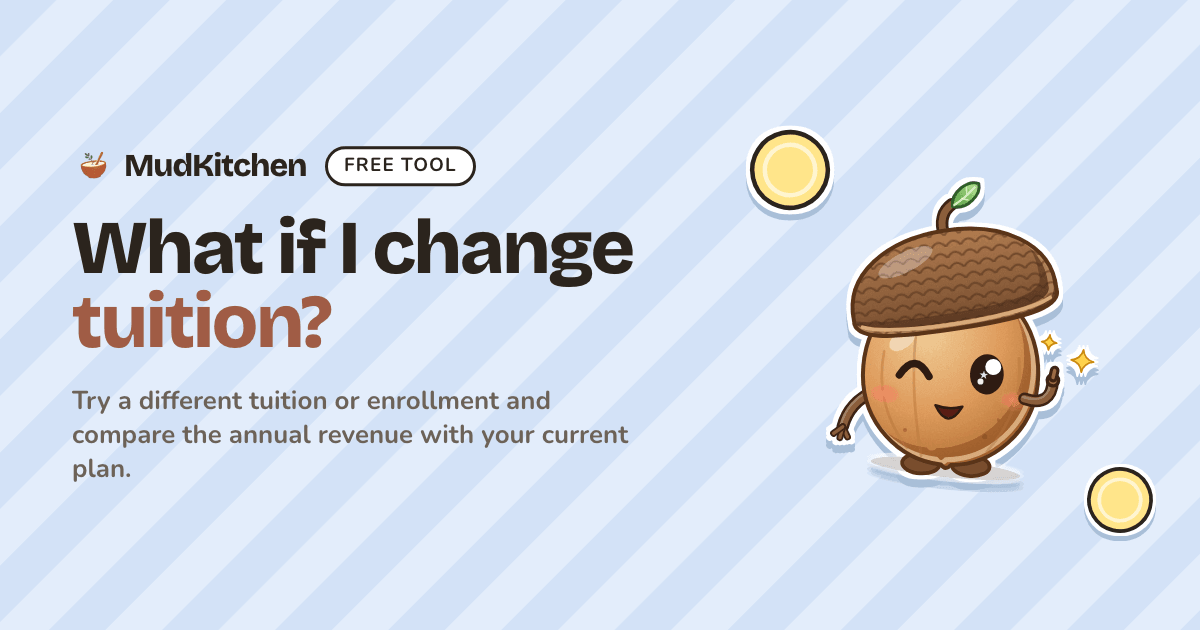 MudKitchen FREE TOOL
What if I change
tuition?
Try a different tuition or enrollment and
compare the annual revenue with your current
plan.